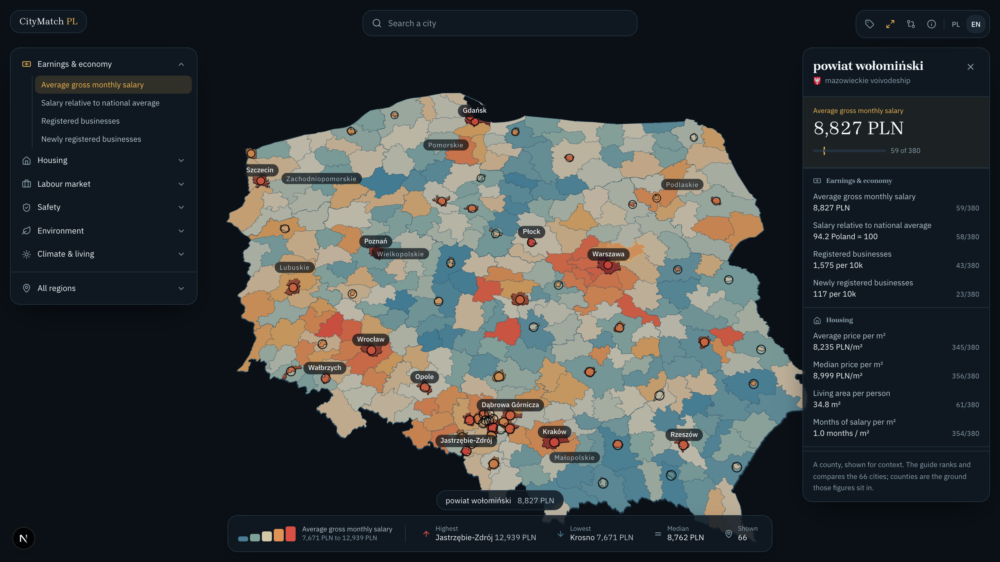 CityMatch PL
Search a city
PL EN
Earnings & economy
Average gross monthly salary
Salary relative to national average
Registered businesses
Newly registered businesses
Housing
Labour market
Safety
Environment
Climate & living
All regions
Gdańsk
Pomorskie
Szczecin
Zachodniopomorskie
Podlaskie
Płock
Poznań
Wielkopolskie
Warszawa
Lubuskie
Wrocław
Wałbrzych
Opole
Dąbrowa Górnicza
Kraków
Rzeszów
Jastrzębie-Zdrój
Małopolskie
powiat wołomiński 8,827 PLN
Average gross monthly salary
7,671 PLN to 12,939 PLN
Highest
Jastrzębie-Zdrój 12,939 PLN
Lowest
Krosno 7,671 PLN
Median
8,762 PLN
Shown
66
N
powiat wołomiński
mazowieckie voivodeship
Average gross monthly salary
8,827 PLN
59 of 380
Earnings & economy
Average gross monthly salary
8,827 PLN 59/380
Salary relative to national average
94.2 Poland = 100 58/380
Registered businesses
1,575 per 10k 43/380
Newly registered businesses
117 per 10k 23/380
Housing
Average price per m²
8,235 PLN/m² 345/380
Median price per m²
8,999 PLN/m² 356/380
Living area per person
34.8 m² 61/380
Months of salary per m²
1.0 months / m² 354/380
A county, shown for context. The guide ranks and
compares the 66 cities; counties are the ground
those figures sit in.